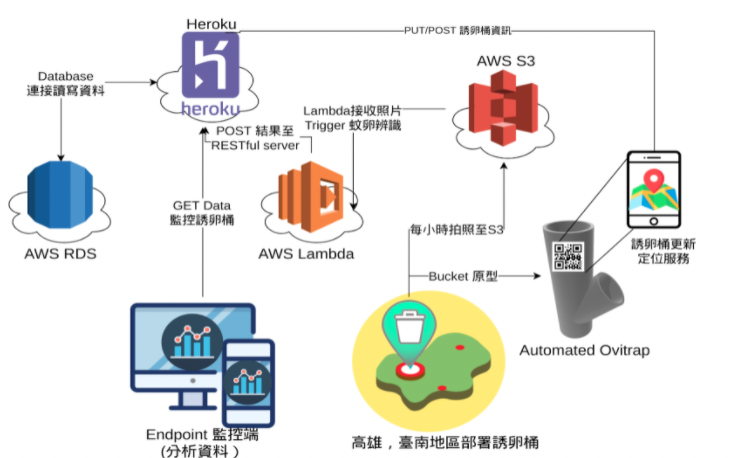 Heroku
PUT/POST 誘卵桶資訊
AWS S3
Database
連接讀寫資料
heroku
Lambda接收照片
Trigger 蚊卵辨識
POST 結果至
RESTful server
GET Data
監控誘卵桶
AWS RDS
AWS Lambda
每小時拍照至S3
誘卵桶更新
定位服務
Bucket 原型
Automated Ovitrap
Endpoint 監控端
(分析資料)
高雄，臺南地區部署誘卵桶